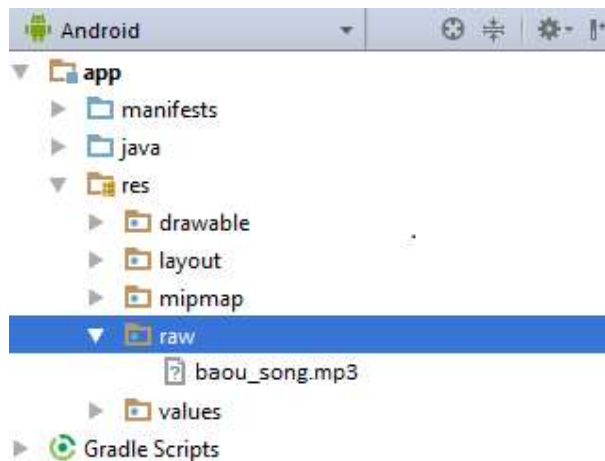 Android
app
manifests
java
res
drawable
layout
mipmap
raw
baou_song.mp3
values
Gradle Scripts